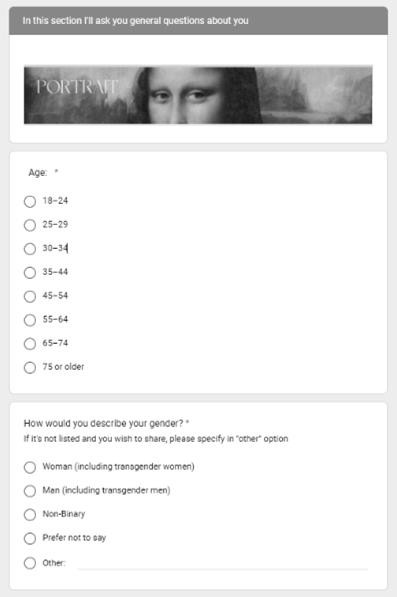 In this section I'll ask you general questions about you
PORTRAIT
Age: *
18–24
25–29
30–34
35–44
45–54
55–64
65–74
75 or older
How would you describe your gender? *
If it's not listed and you wish to share, please specify in "other" option
Woman (including transgender women)
Man (including transgender men)
Non-Binary
Prefer not to say
Other: